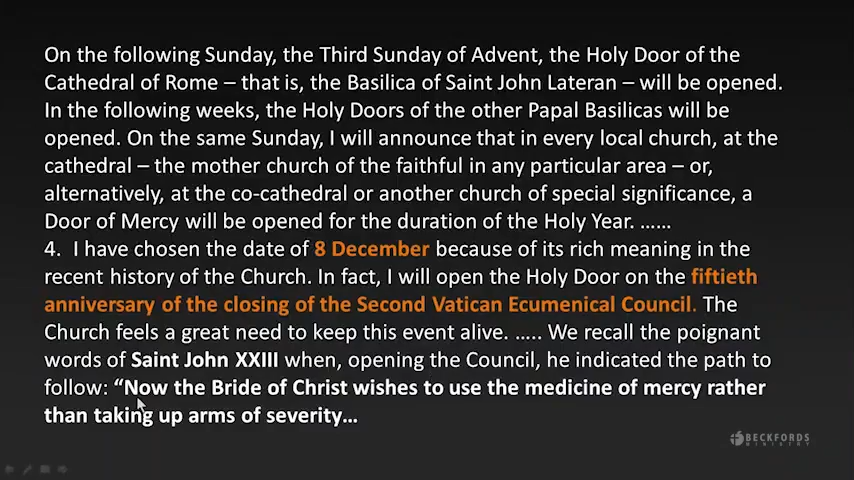 On the following Sunday, the Third Sunday of Advent, the Holy Door of the
Cathedral of Rome – that is, the Basilica of Saint John Lateran – will be opened.
In the following weeks, the Holy Doors of the other Papal Basilicas will be
opened. On the same Sunday, I will announce that in every local church, at the
cathedral – the mother church of the faithful in any particular area – or,
alternatively, at the co-cathedral or another church of special significance, a
Door of Mercy will be opened for the duration of the Holy Year. ......
4.  I have chosen the date of 8 December because of its rich meaning in the
recent history of the Church. In fact, I will open the Holy Door on the fiftieth
anniversary of the closing of the Second Vatican Ecumenical Council. The
Church feels a great need to keep this event alive. ..... We recall the poignant
words of Saint John XXIII when, opening the Council, he indicated the path to
follow: “Now the Bride of Christ wishes to use the medicine of mercy rather
than taking up arms of severity…
BECKFORDS
MINISTRY